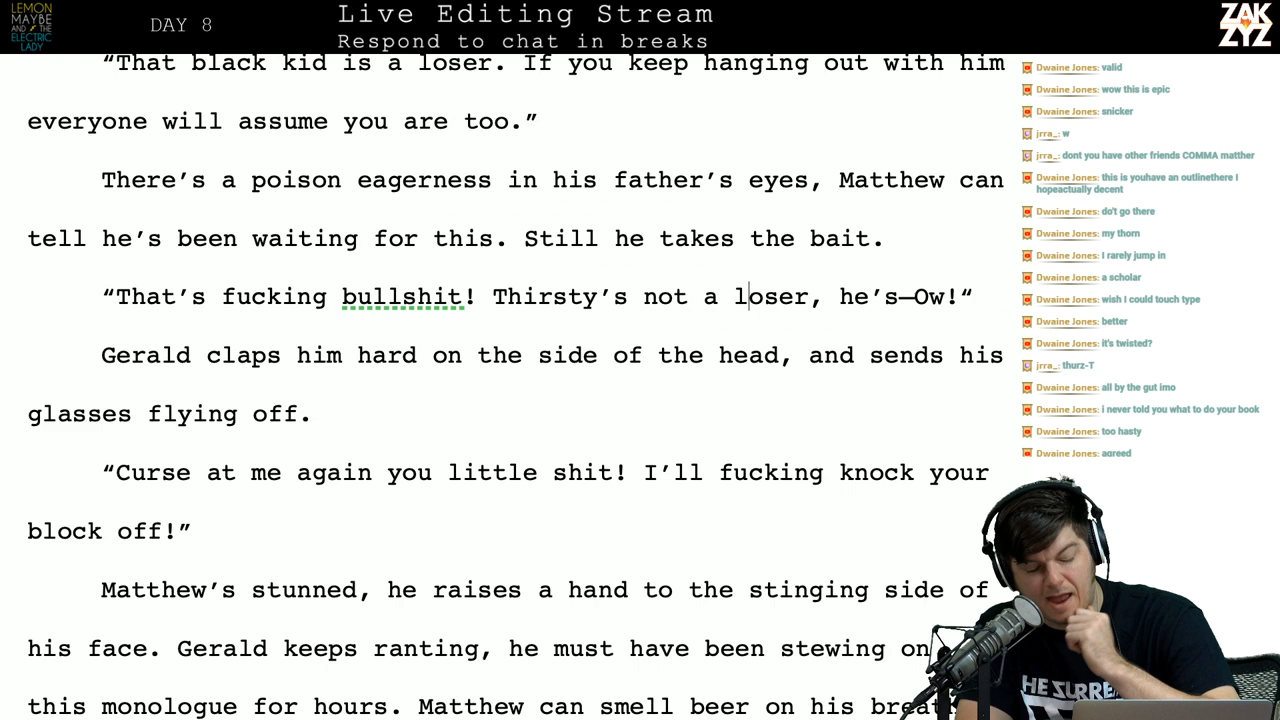 LEMON
MAYBE
AND THE
ELECTRIC
LADY
DAY 8
Live Editing Stream
Respond to chat in breaks
ZAK
ZYZ
“That black kid is a loser. If you keep hanging out with him
everyone will assume you are too.”
There’s a poison eagerness in his father’s eyes, Matthew can
tell he’s been waiting for this. Still he takes the bait.
“That’s fucking bullshit! Thirsty’s not a loser, he’s—Ow!“
Gerald claps him hard on the side of the head, and sends his
glasses flying off.
“Curse at me again you little shit! I’ll fucking knock your
block off!”
Matthew’s stunned, he raises a hand to the stinging side of
his face. Gerald keeps ranting, he must have been stewing on
this monologue for hours. Matthew can smell beer on his
Dwaine Jones: valid
Dwaine Jones: wow this is epic
Dwaine Jones: snicker
jrra_: w
jrra_: dont you have other friends COMMA matther
Dwaine Jones: this is youhave an outlinethere I
hopeactually decent
Dwaine Jones: do't go there
Dwaine Jones: my thorn
Dwaine Jones: I rarely jump in
Dwaine Jones: a scholar
Dwaine Jones: wish I could touch type
Dwaine Jones: better
Dwaine Jones: it's twisted?
jrra_: thurz-T
Dwaine Jones: all by the gut imo
Dwaine Jones: i never told you what to do your book
Dwaine Jones: too hasty
Dwaine Jones: agreed
HE